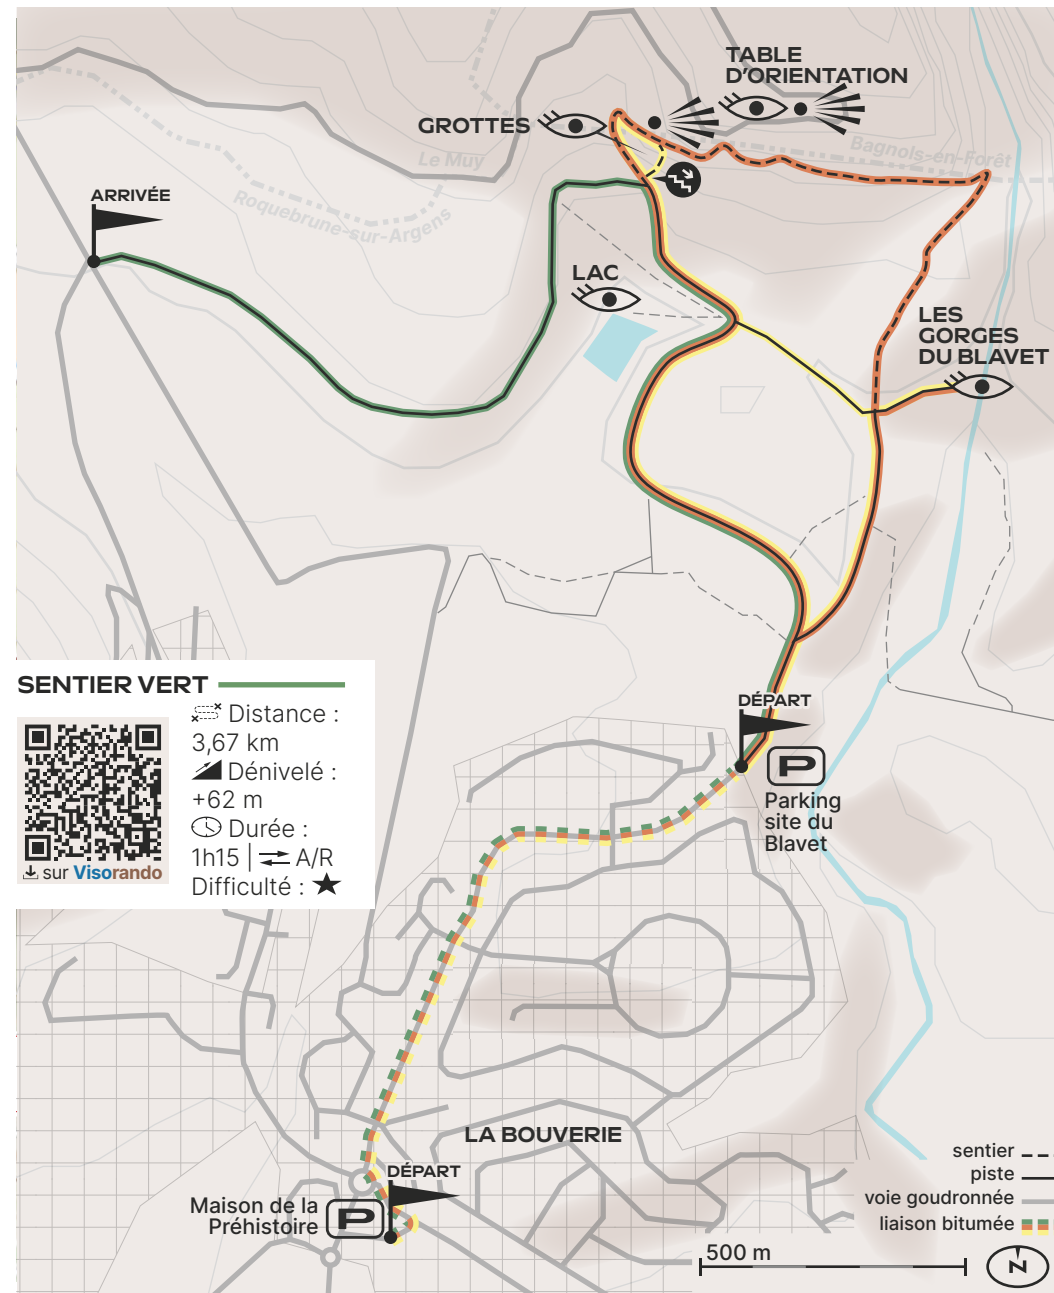 TABLE
D'ORIENTATION
GROTTES
Le Muy
Bagnols-en-Forêt
Roquebrune-sur-Argens
ARRIVÉE
LAC
LES
GORGES
DU BLAVET
SENTIER VERT
Distance :
3,67 km
Dénivelé :
+62 m
Durée :
1h15 | A/R
Difficulté :
sur Visorando
DÉPART
P
Parking
site du
Blavet
LA BOUVERIE
DÉPART
Maison de la
Préhistoire
P
sentier
piste
voie goudronnée
liaison bitumée
500 m
N